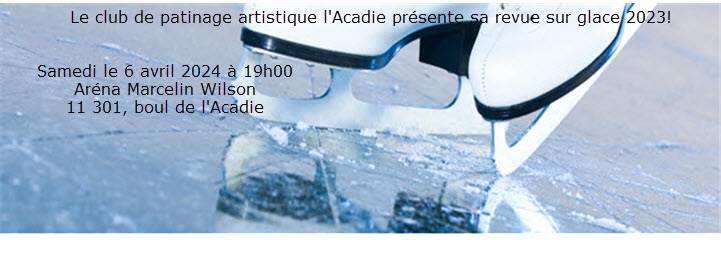 Le club de patinage artistique l'Acadie présente sa revue sur glace 2023!
Samedi le 6 avril 2024 à 19h00
Aréna Marcelin Wilson
11 301, boul de l'Acadie